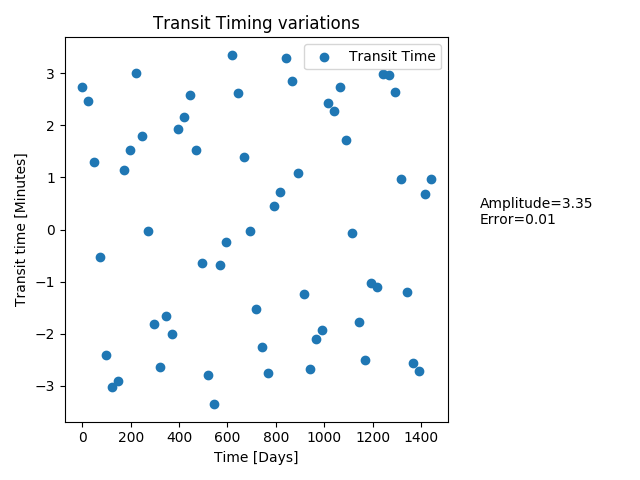 Transit Timing variations
Transit Time
Transit time [Minutes]
3
2
1
0
−1
−2
−3
Amplitude=3.35
Error=0.01
0
200
400
600
800
1000
1200
1400
Time [Days]